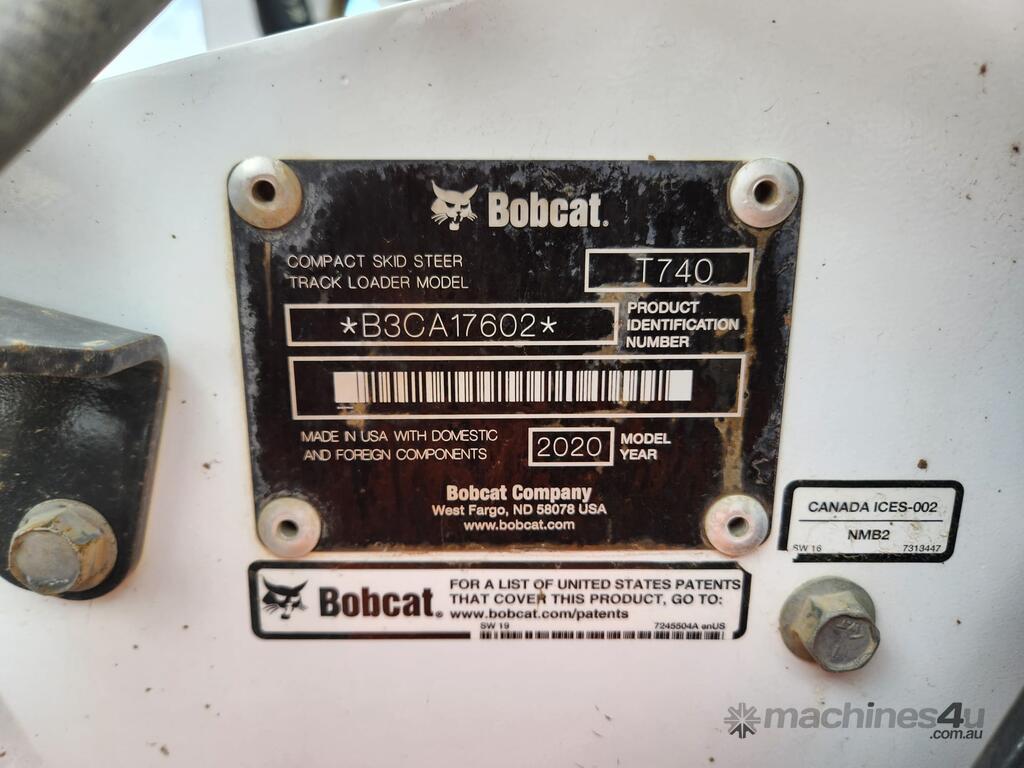 Bobcat.
COMPACT SKID STEER
TRACK LOADER MODEL
T740
*B3CA17602*
PRODUCT
IDENTIFICATION
NUMBER
MADE IN USA WITH DOMESTIC
AND FOREIGN COMPONENTS
2020
MODEL
YEAR
Bobcat Company
West Fargo, ND 58078 USA
www.bobcat.com
CANADA ICES-002
NMB2
SW 16 7313447
Bobcat.
FOR A LIST OF UNITED STATES PATENTS
THAT COVER THIS PRODUCT, GO TO:
www.bobcat.com/patents
SW 19 7245504A enUS
machines4u
.com.au